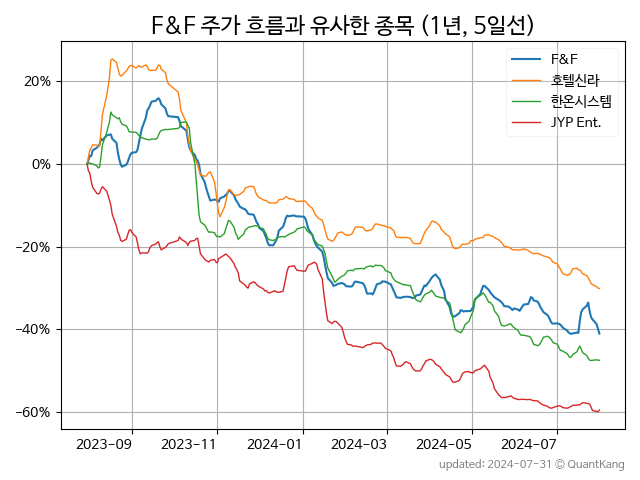 F&F 주가 흐름과 유사한 종목 (1년, 5일선)
F&F
호텔신라
한온시스템
JYP Ent.
20%
0%
−20%
−40%
−60%
2023-09
2023-11
2024-01
2024-03
2024-05
2024-07
updated: 2024-07-31 © QuantKang